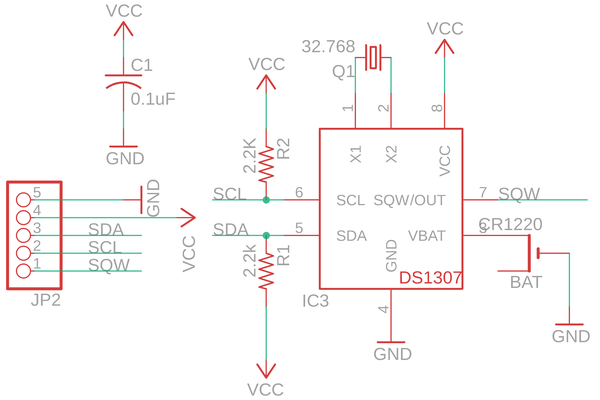 VCC
C1
0.1uF
GND
VCC
2.2K
R2
SCL
SDA
2.2k
R1
VCC
5
4
3
2
1
GND
VCC
SDA
SCL
SQW
JP2
32.768
Q1
VCC
1
2
8
X1
X2
VCC
6
SCL
SQW/OUT
7
SQW
5
SDA
VBAT
3
CR1220
GND
DS1307
BAT
IC3
4
GND
GND